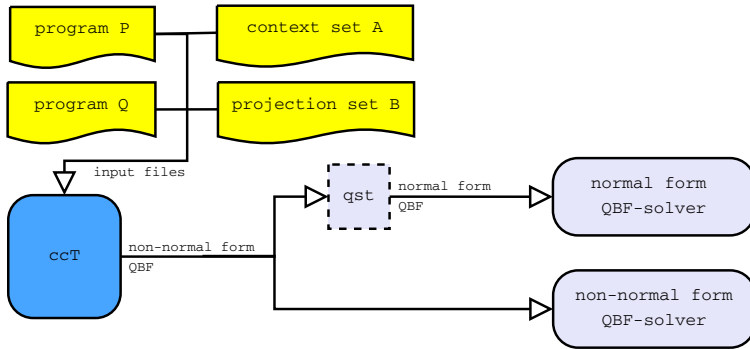 program P
context set A
program Q
projection set B
input files
ccT
non-normal form
QBF
qst
normal form
QBF
normal form
QBF-solver
non-normal form
QBF-solver